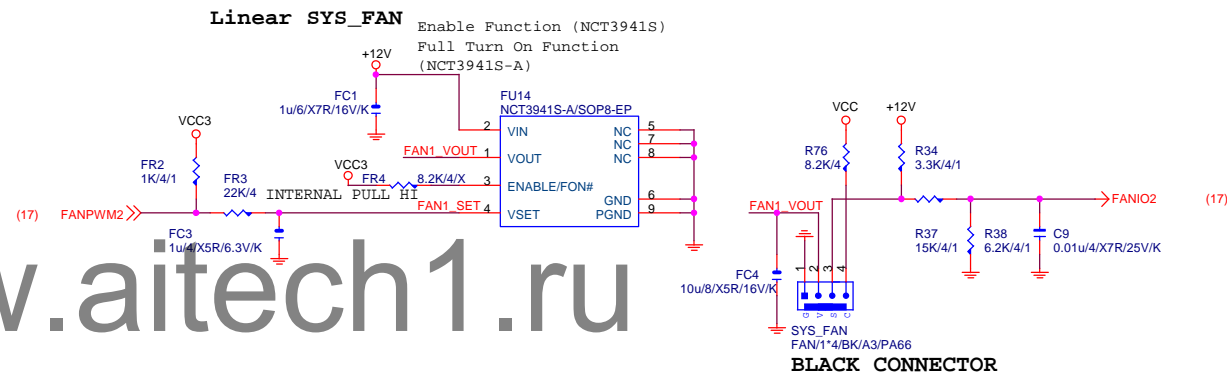 Linear SYS_FAN
Enable Function (NCT3941S)
Full Turn On Function
(NCT3941S-A)
+12V
FC1
1u/6/X7R/16V/K
FU14
NCT3941S-A/SOP8-EP
2 VIN
FAN1_VOUT 1 VOUT
3 ENABLE/FON#
FAN1_SET 4 VSET
NC 5
NC 7
NC 8
GND 6
PGND 9
VCC3
FR4
8.2K/4/X
INTERNAL PULL HI
VCC3
FR2
1K/4/1
FR3
22K/4
(17) FANPWM2
FC3
1u/4/X5R/6.3V/K
VCC
+12V
R76
8.2K/4
R34
3.3K/4/1
FANIO2 (17)
FAN1_VOUT
R37
15K/4/1
R38
6.2K/4/1
C9
0.01u/4/X7R/25V/K
FC4
10u/8/X5R/16V/K
1 2 3 4
G V S C
SYS_FAN
FAN/1*4/BK/A3/PA66
BLACK CONNECTOR
w.aitech1.ru